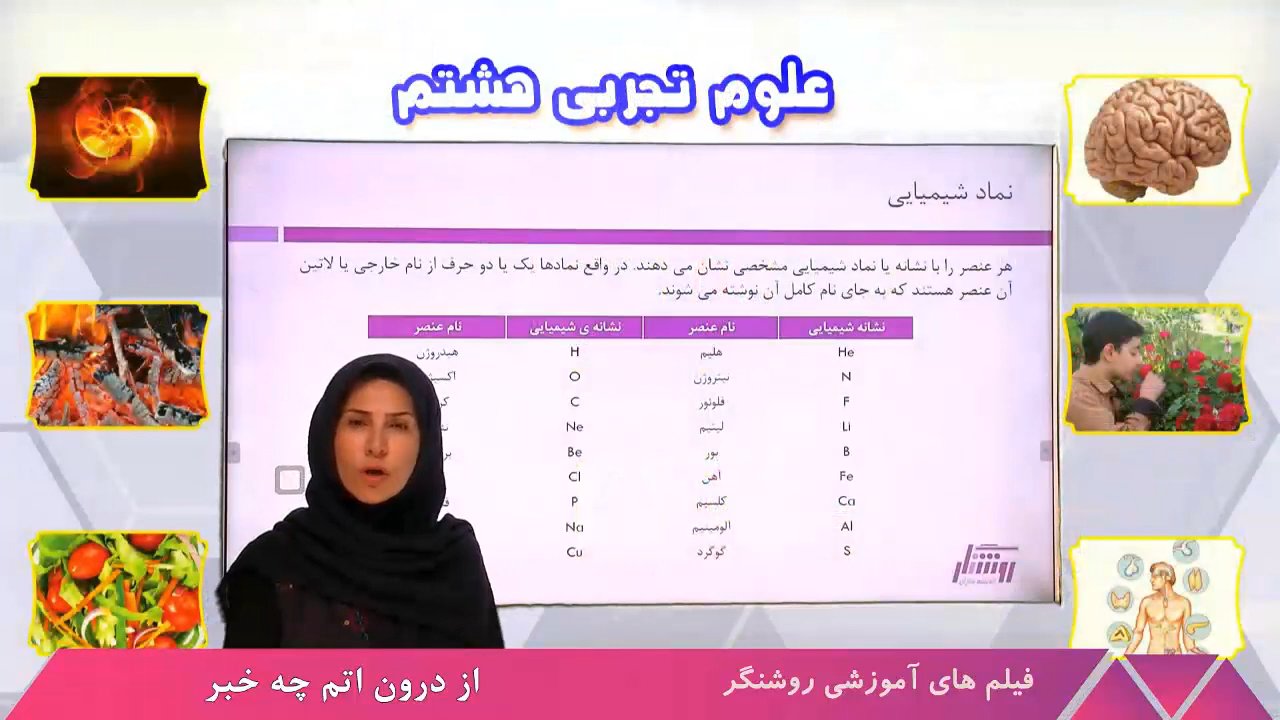 علوم تجربی هشتم
نماد شیمیایی
هر عنصر را با نشانه یا نماد شیمیایی مشخصی نشان می دهند. در واقع نمادها یک یا دو حرف از نام خارجی یا لاتین
آن عنصر هستند که به جای نام کامل آن نوشته می شوند.
نشانه شیمیایی نام عنصر نشانه ی شیمیایی نام عنصر
He هلیم H هیدروژن
N نیتروژن O
F فلوئور C
Li لیتیم Ne
B بور Be
Fe آهن Cl
Ca کلسیم P
Al آلومینیم Na
S گوگرد Cu
روشنگر
فیلم های آموزشی روشنگر
از درون اتم چه خبر